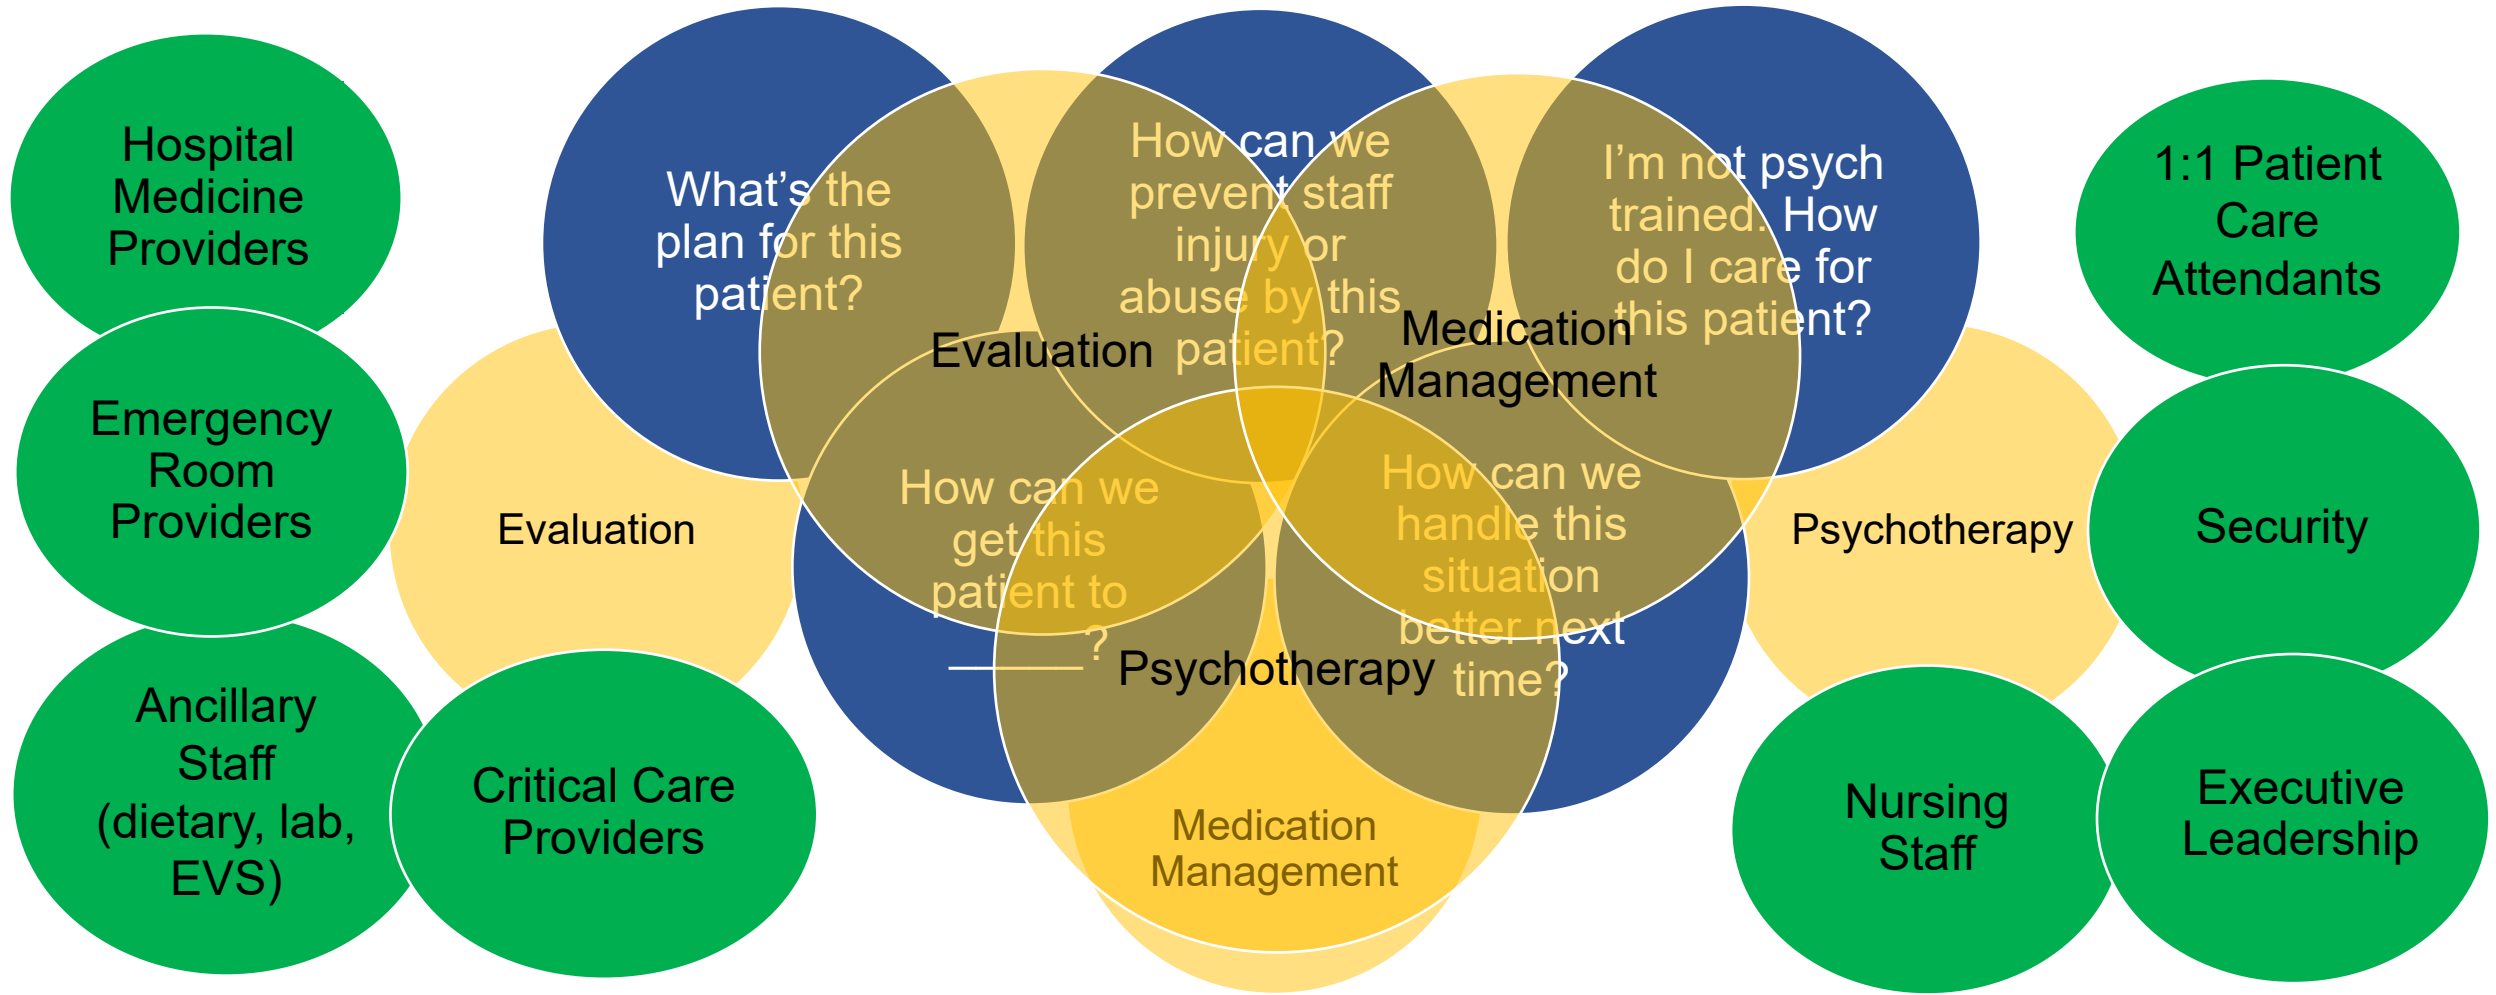 Hospital
Medicine
Providers
Emergency
Room
Providers
Ancillary
Staff
(dietary, lab,
EVS)
Critical Care
Providers
Evaluation
What’s the
plan for this
patient?
How can we
prevent staff
injury or
abuse by this
patient?
I’m not psych
trained. How
do I care for
this patient?
Evaluation
Medication
Management
How can we
get this
patient to
______?
How can we
handle this
situation
better next
time?
Psychotherapy
Medication
Management
Psychotherapy
1:1 Patient
Care
Attendants
Security
Nursing
Staff
Executive
Leadership